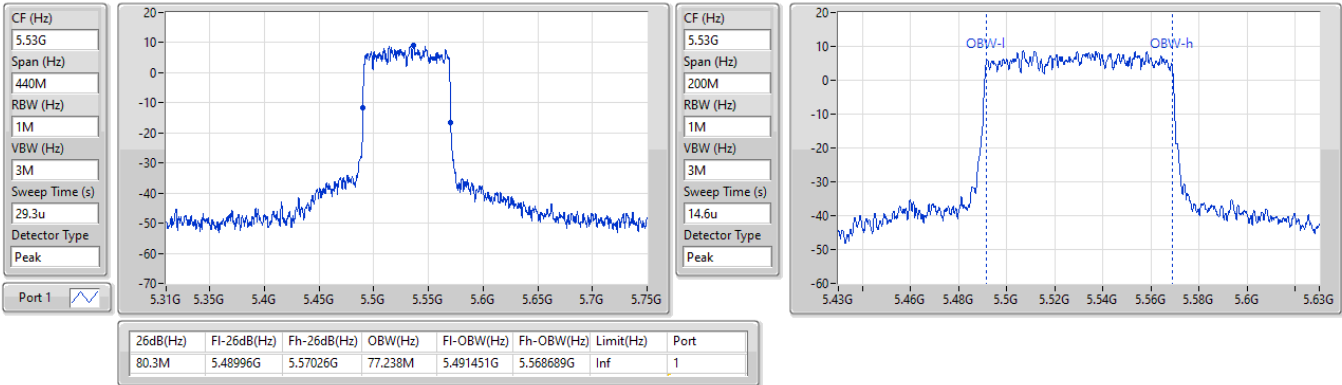 CF (Hz)
5.53G
Span (Hz)
440M
RBW (Hz)
1M
VBW (Hz)
3M
Sweep Time (s)
29.3u
Detector Type
Peak
Port 1
20
10
0
-10
-20
-30
-40
-50
-60
-70
5.31G 5.35G 5.4G 5.45G 5.5G 5.55G 5.6G 5.65G 5.7G 5.75G
CF (Hz)
5.53G
Span (Hz)
200M
RBW (Hz)
1M
VBW (Hz)
3M
Sweep Time (s)
14.6u
Detector Type
Peak
20
10
0
-10
-20
-30
-40
-50
-60
OBW-l OBW-h
5.43G 5.46G 5.48G 5.5G 5.52G 5.54G 5.56G 5.58G 5.6G 5.63G
26dB(Hz) Fl-26dB(Hz) Fh-26dB(Hz) OBW(Hz) Fl-OBW(Hz) Fh-OBW(Hz) Limit(Hz) Port
80.3M 5.48996G 5.57026G 77.238M 5.491451G 5.568689G Inf 1